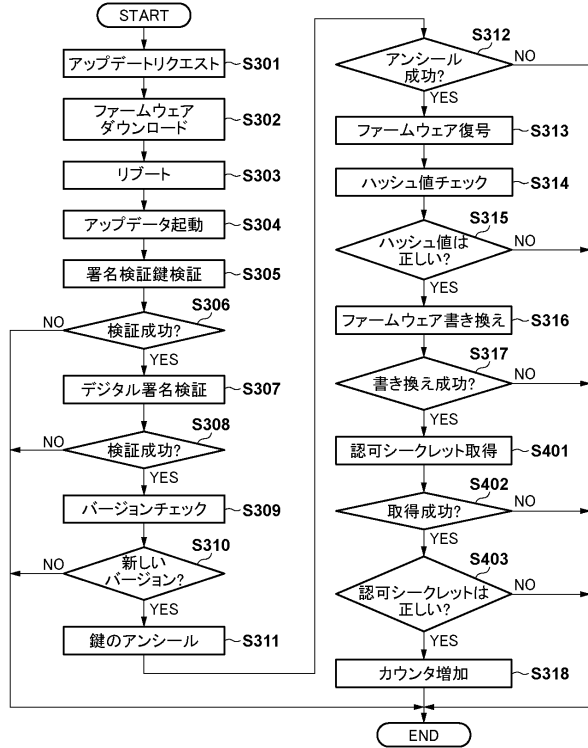 START
アップデートリクエスト
S301
ファームウェア
ダウンロード
S302
リブート
S303
アップデータ起動
S304
署名検証鍵検証
S305
S306
NO
検証成功?
YES
デジタル署名検証
S307
S308
NO
検証成功?
YES
バージョンチェック
S309
S310
NO
新しい
バージョン?
YES
鍵のアンシール
S311
S312
アンシール
成功?
NO
YES
ファームウェア復号
S313
ハッシュ値チェック
S314
S315
ハッシュ値は
正しい?
NO
YES
ファームウェア書き換え
S316
S317
書き換え成功?
NO
YES
認可シークレット取得
S401
S402
取得成功?
NO
YES
S403
認可シークレットは
正しい?
NO
YES
カウンタ増加
S318
END